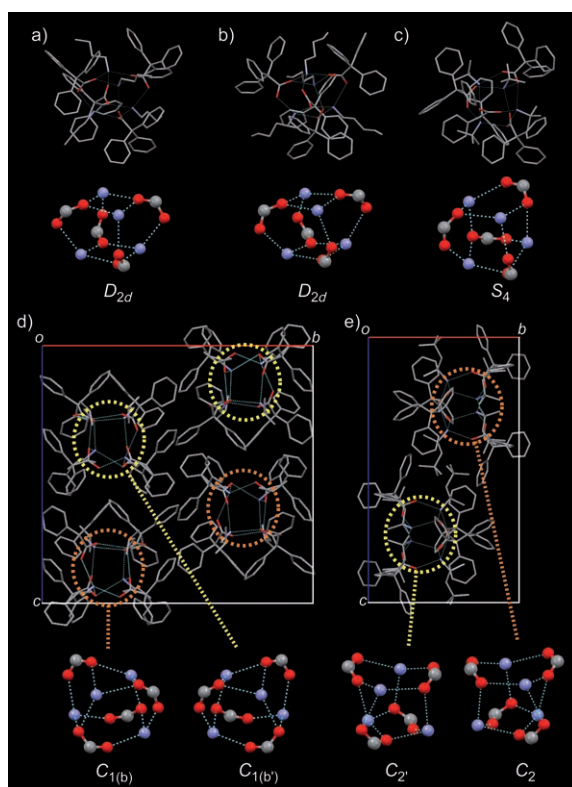 a) b) c)
D2d D2d S4
d) e)
o b o b
c c
C1(b) C1(b') C2' C2